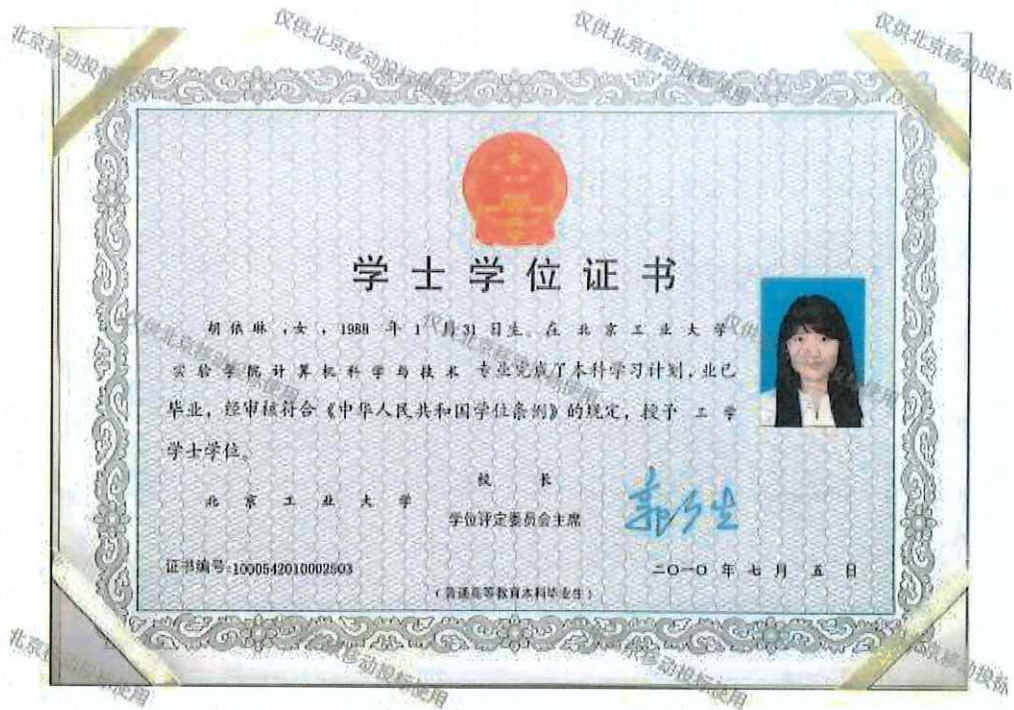 仅供北京移动投标使用
学士学位证书
胡依琳,女,1988 年 1 月 31 日生。在 北京工业大学
实验学院计算机科学与技术 专业完成了本科学习计划,业已
毕业,经审核符合《中华人民共和国学位条例》的规定,授予 工学
学士学位。
北京工业大学
校 长
学位评定委员会主席
郭广生
证书编号:1000542010002503
二〇一〇 年 七 月 五 日
(普通高等教育本科毕业生)